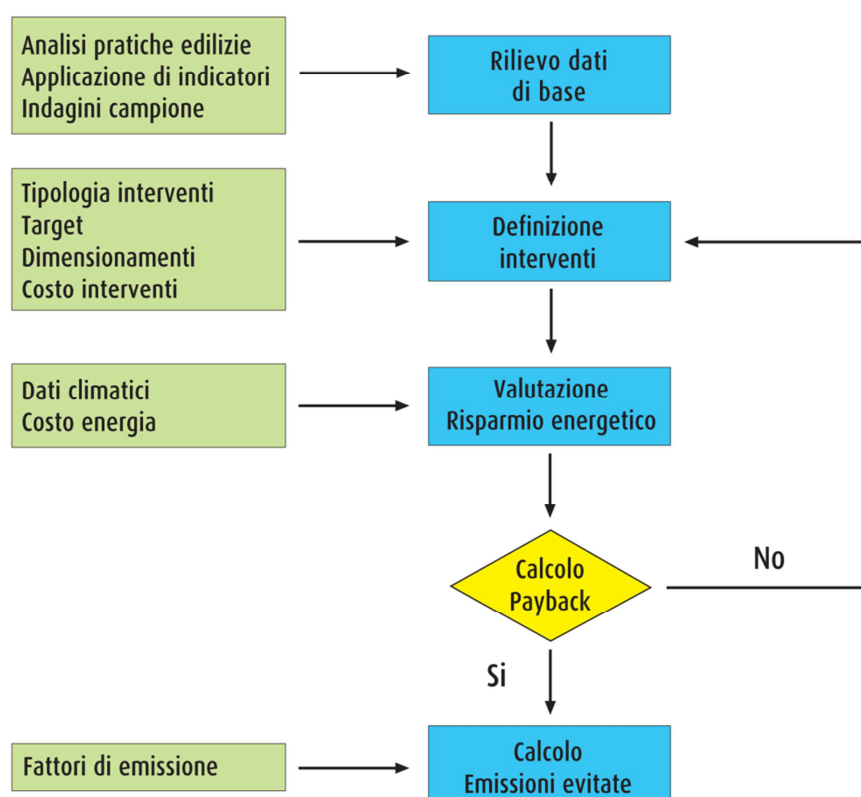 Analisi pratiche edilizie
Applicazione di indicatori
Indagini campione
Rilievo dati
di base
Tipologia interventi
Target
Dimensionamenti
Costo interventi
Definizione
interventi
Dati climatici
Costo energia
Valutazione
Risparmio energetico
Calcolo
Payback
No
Si
Fattori di emissione
Calcolo
Emissioni evitate